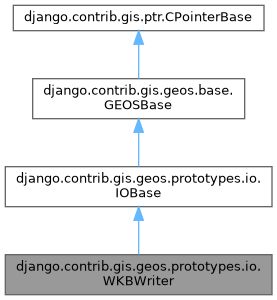 django.contrib.gis.ptr.CPointerBase
django.contrib.gis.geos.base.
GEOSBase
django.contrib.gis.geos.prototypes.io.
IOBase
django.contrib.gis.geos.prototypes.io.
WKBWriter